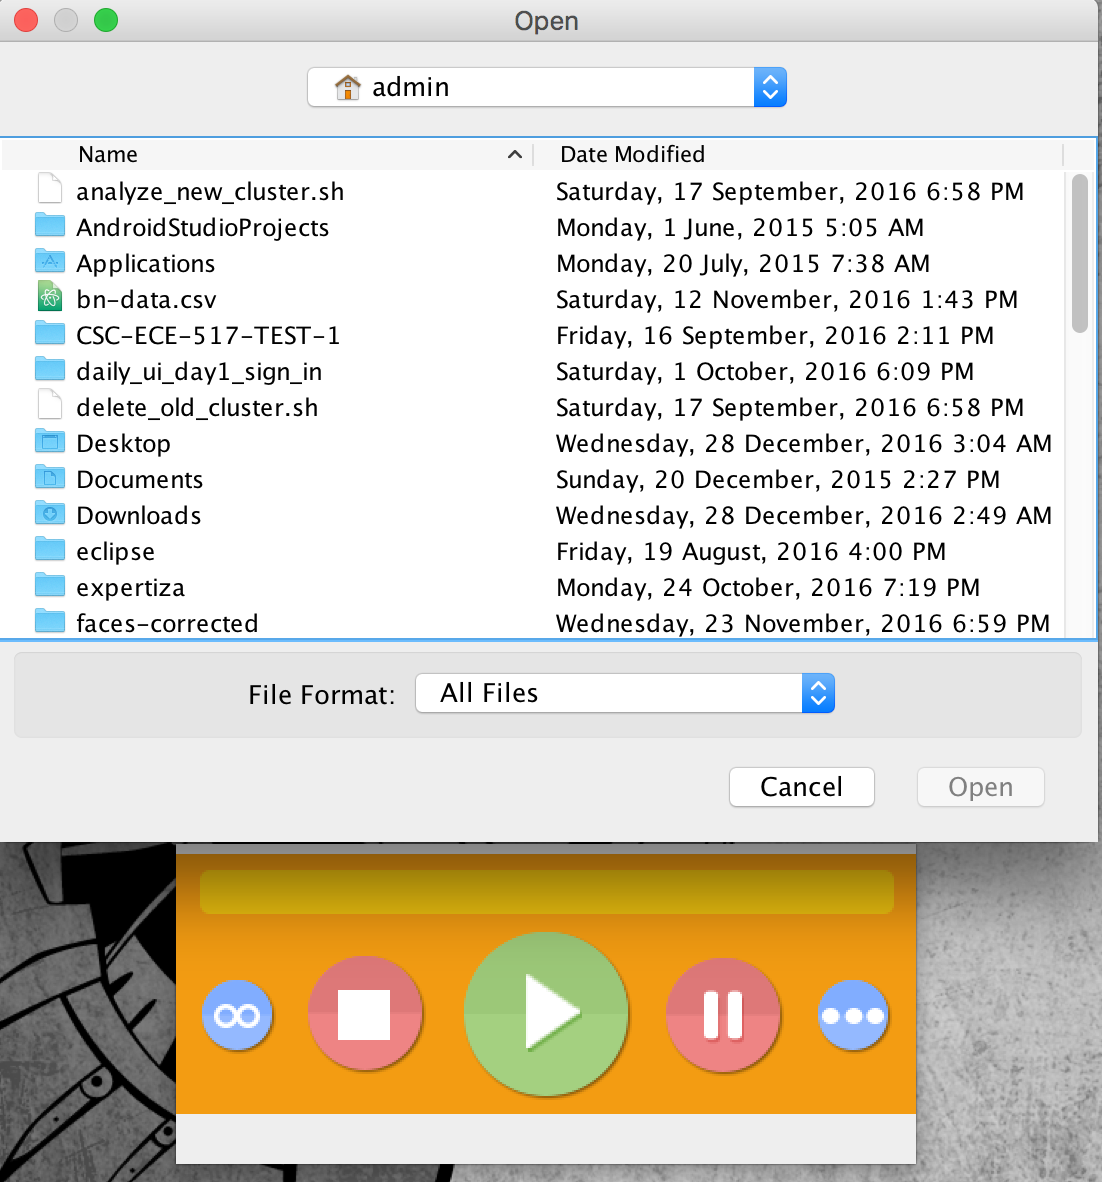 Open
admin
Name Date Modified
analyze_new_cluster.sh Saturday, 17 September, 2016 6:58 PM
AndroidStudioProjects Monday, 1 June, 2015 5:05 AM
Applications Monday, 20 July, 2015 7:38 AM
bn-data.csv Saturday, 12 November, 2016 1:43 PM
CSC-ECE-517-TEST-1 Friday, 16 September, 2016 2:11 PM
daily_ui_day1_sign_in Saturday, 1 October, 2016 6:09 PM
delete_old_cluster.sh Saturday, 17 September, 2016 6:58 PM
Desktop Wednesday, 28 December, 2016 3:04 AM
Documents Sunday, 20 December, 2015 2:27 PM
Downloads Wednesday, 28 December, 2016 2:49 AM
eclipse Friday, 19 August, 2016 4:00 PM
expertiza Monday, 24 October, 2016 7:19 PM
faces-corrected Wednesday, 23 November, 2016 6:59 PM
File Format: All Files
Cancel Open